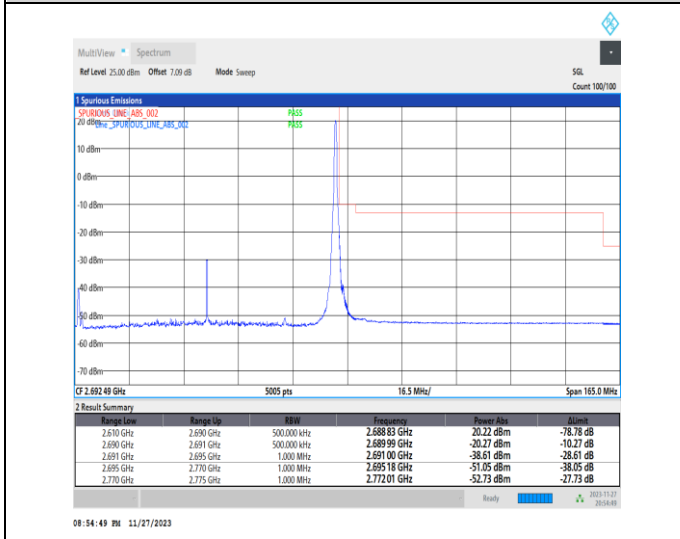 MultiView Spectrum
Ref Level 25.00 dBm Offset 7.09 dB Mode Sweep SGL
Count 100/100
1 Spurious Emissions
SPURIOUS_LINE_ABS_002 PASS
20 dBm Line _SPURIOUS_LINE_ABS_002 PASS
10 dBm
0 dBm
-10 dBm
-20 dBm
-30 dBm
-40 dBm
-50 dBm
-60 dBm
-70 dBm
CF 2.692 49 GHz 5005 pts 16.5 MHz/ Span 165.0 MHz
2 Result Summary
Range Low Range Up RBW Frequency Power Abs ΔLimit
2.610 GHz 2.690 GHz 500.000 kHz 2.688 83 GHz 20.22 dBm -78.78 dB
2.690 GHz 2.691 GHz 500.000 kHz 2.689 99 GHz -20.27 dBm -10.27 dB
2.691 GHz 2.695 GHz 1.000 MHz 2.691 00 GHz -38.61 dBm -28.61 dB
2.695 GHz 2.770 GHz 1.000 MHz 2.695 18 GHz -51.05 dBm -38.05 dB
2.770 GHz 2.775 GHz 1.000 MHz 2.772 01 GHz -52.73 dBm -27.73 dB
Ready 2023-11-27
20:54:49
08:54:49 PM 11/27/2023